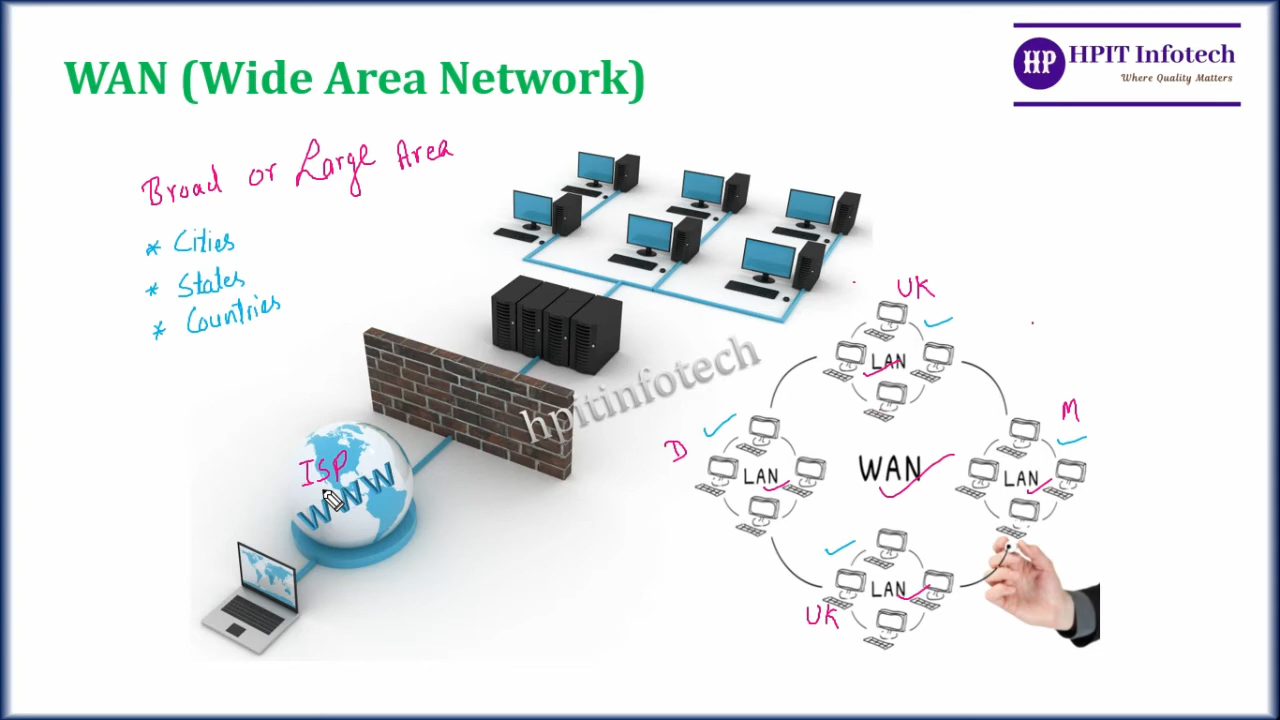 WAN (Wide Area Network)
HP HPIT Infotech
Where Quality Matters
Broad or Large Area
* Cities
* States
* Countries
ISP
WWW
hpitinfotech
UK
LAN
D
LAN
WAN
M
LAN
LAN
UK